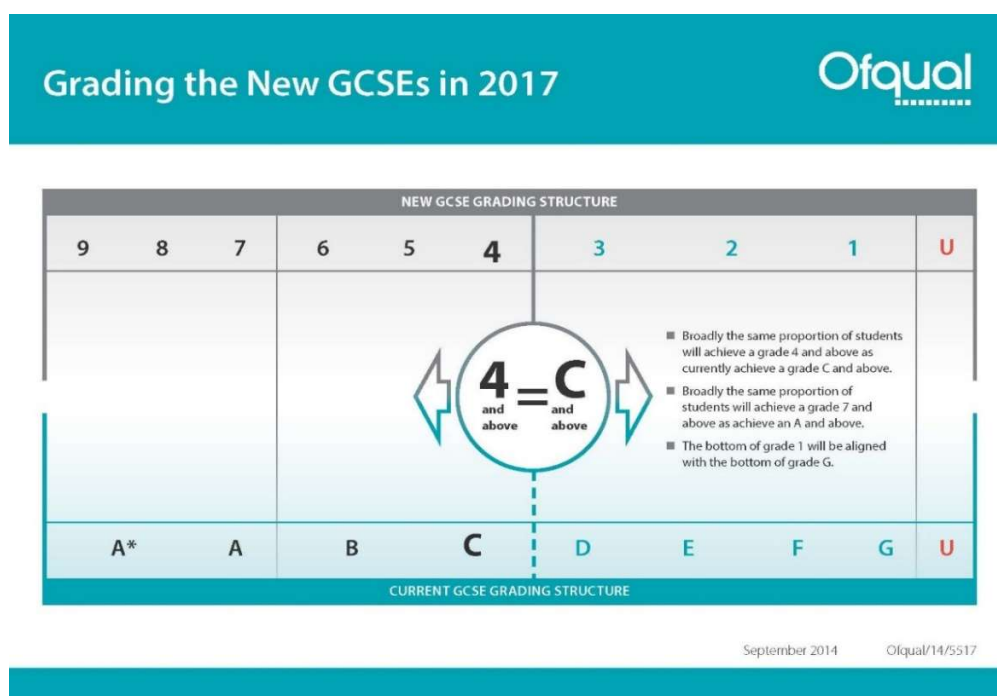 Grading the New GCSEs in 2017
Ofqual
NEW GCSE GRADING STRUCTURE
9 8 7 6 5 4 3 2 1 U
■ Broadly the same proportion of students
will achieve a grade 4 and above as
currently achieve a grade C and above.
■ Broadly the same proportion of
students will achieve a grade 7 and
above as achieve an A and above.
■ The bottom of grade 1 will be aligned
with the bottom of grade G.
4 = C
and and
above above
A* A B C D E F G U
CURRENT GCSE GRADING STRUCTURE
September 2014 Ofqual/14/5517